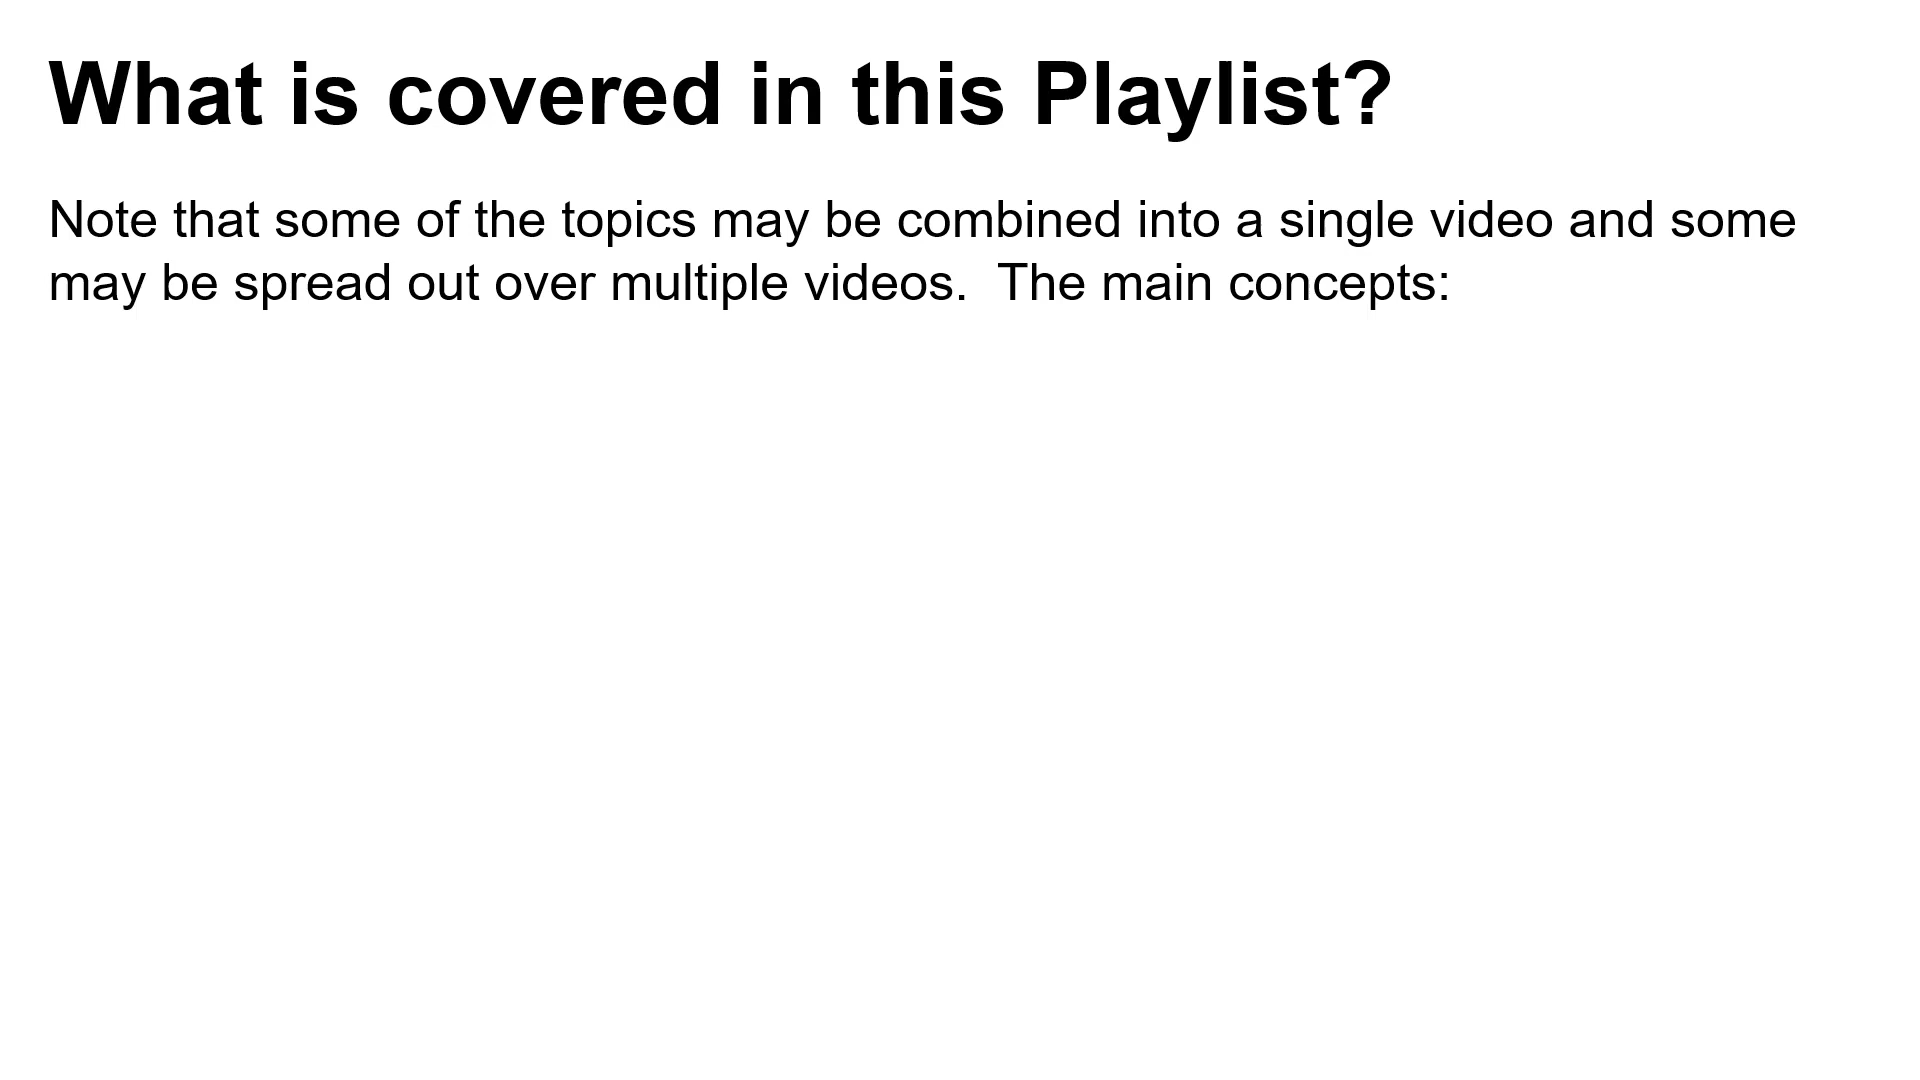 What is covered in this Playlist?
Note that some of the topics may be combined into a single video and some
may be spread out over multiple videos.  The main concepts: